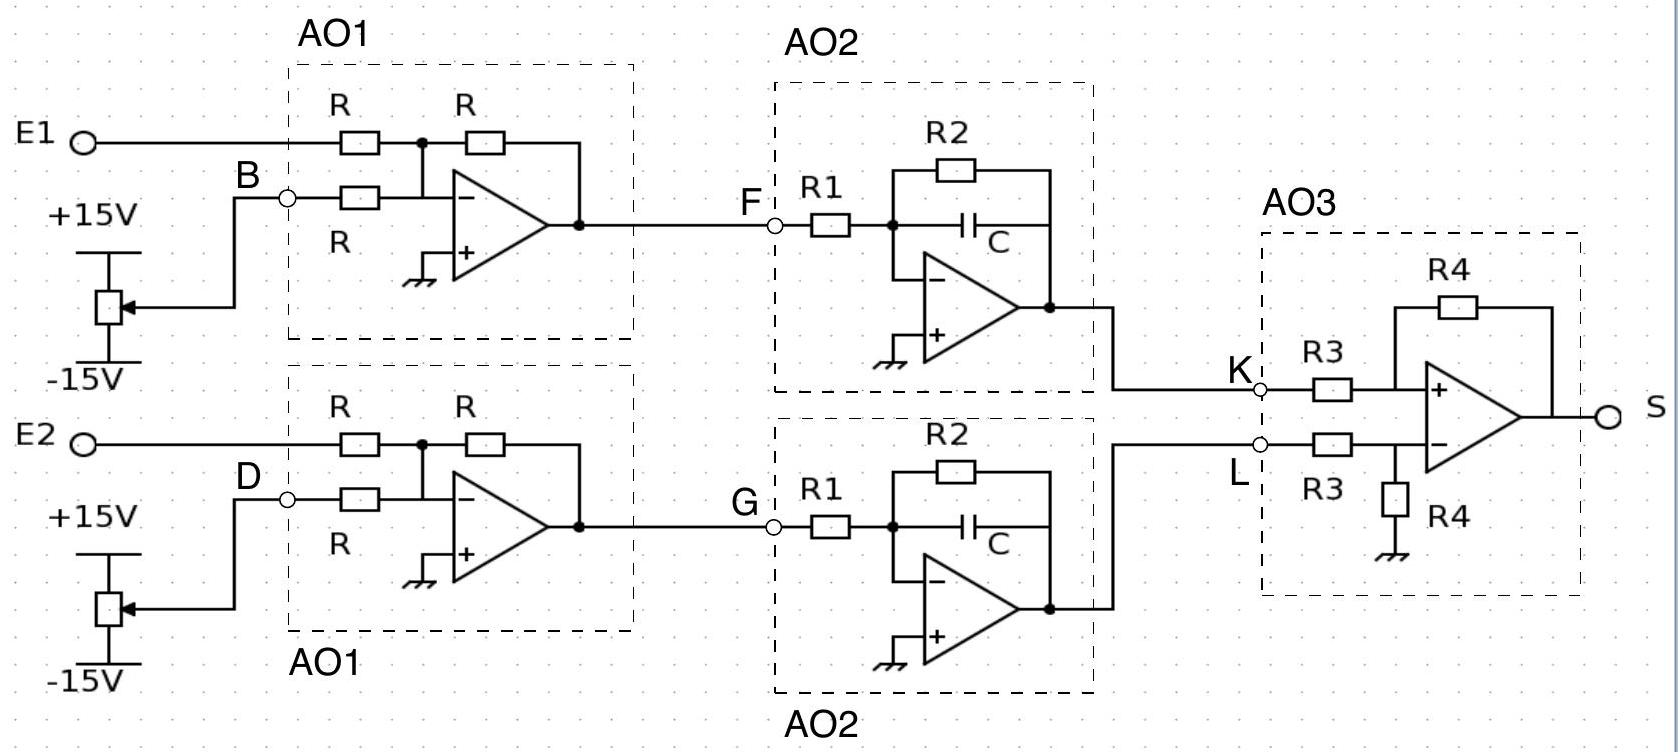 AO1
AO2
R R
E1
R2
B
R1
+15V
F
AO3
R
C
R4
-
+
-
R3
K
+
-15V
+
AO1
R R
E2
-
S
R2
L
D
R1
R3
G
R4
+15V
R
C
-
+
-
+
-15V
AO1
AO2